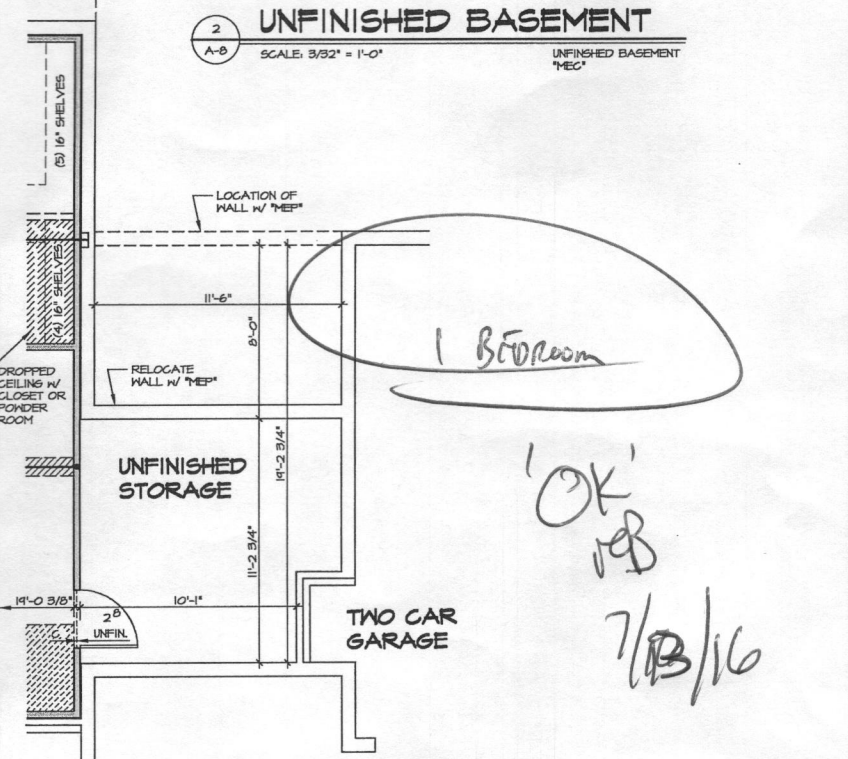 2
A-8
UNFINISHED BASEMENT
SCALE: 3/32" = 1'-0"
UNFINSHED BASEMENT
"MEC"
(5) 16" SHELVES
LOCATION OF
WALL W/ "MEP"
(4) 16" SHELVES
11'-6"
8'-0"
1 BEDROOM
DROPPED
CEILING W/
CLOSET OR
POWDER
ROOM
RELOCATE
WALL W/ "MEP"
UNFINISHED
STORAGE
19'-2 3/4"
11'-2 3/4"
'OK'
19'-0 3/8"
10'-1"
2 8
UNFIN.
TWO CAR
GARAGE
7/13/16